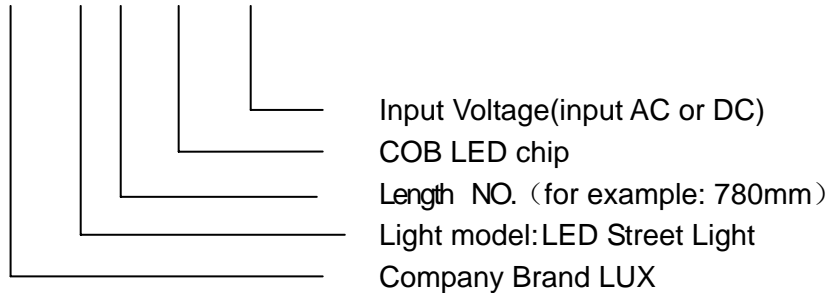 Input Voltage(input AC or DC)
COB LED chip
Length NO.（for example: 780mm）
Light model:LED Street Light
Company Brand LUX